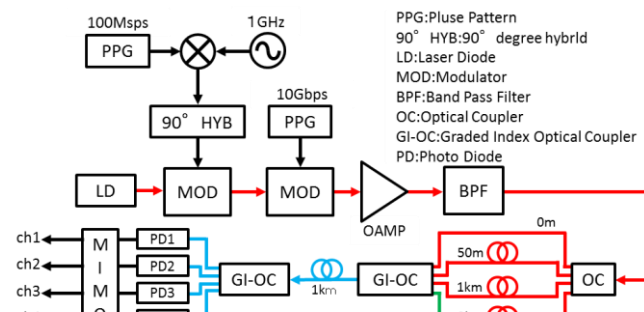 100Msps
1GHz
PPG
PPG:Pluse Pattern
90° HYB:90° degree hybrld
LD:Laser Diode
MOD:Modulator
BPF:Band Pass Filter
OC:Optical Coupler
GI-OC:Graded Index Optical Coupler
PD:Photo Diode
10Gbps
90° HYB
PPG
LD
MOD
MOD
OAMP
BPF
0m
ch1
ch2
ch3
M
I
M
PD1
PD2
PD3
GI-OC
1km
GI-OC
50m
1km
OC